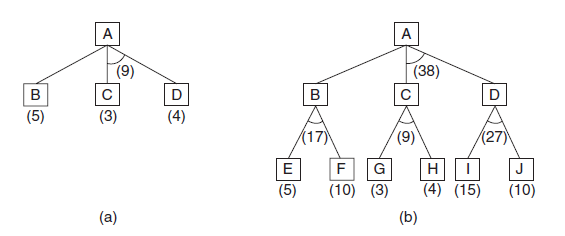 A A
(9) (38)
B C D B C D
(5) (3) (4) (17) (9) (27)
E F G H I J
(5) (10) (3) (4) (15) (10)
(a) (b)